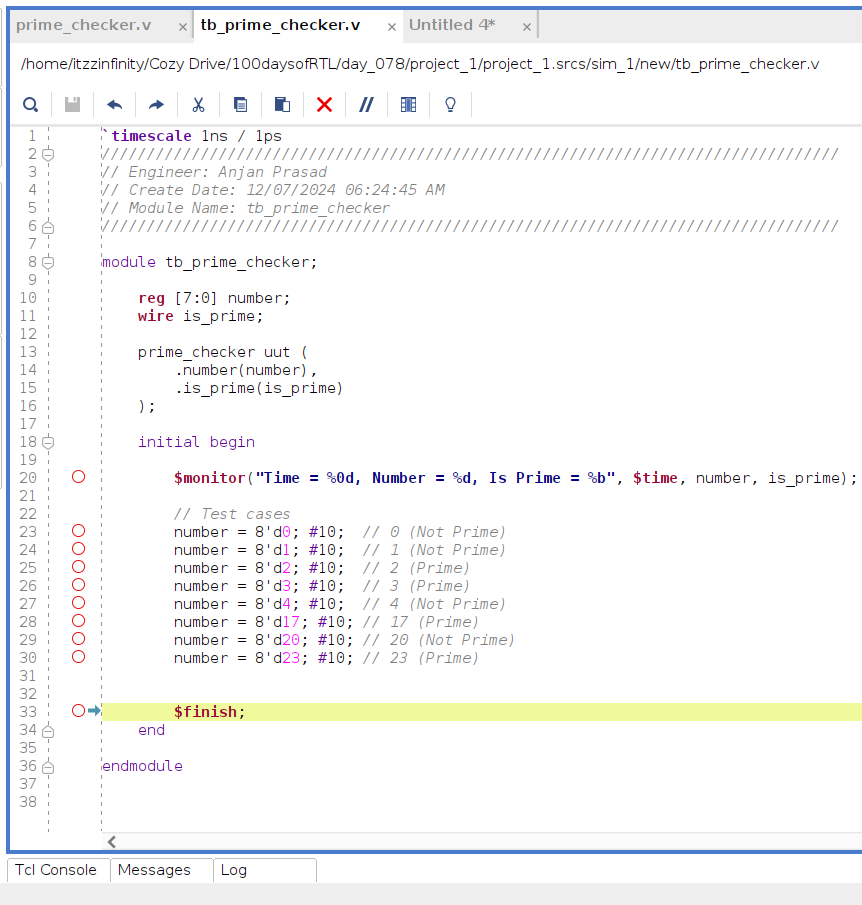 prime_checker.v × tb_prime_checker.v × Untitled 4* ×
/home/itzzinfinity/Cozy Drive/100daysofRTL/day_078/project_1/project_1.srcs/sim_1/new/tb_prime_checker.v
1 `timescale 1ns / 1ps
2 //////////////////////////////////////////////////////////////////////////////////
3 // Engineer: Anjan Prasad
4 // Create Date: 12/07/2024 06:24:45 AM
5 // Module Name: tb_prime_checker
6 //////////////////////////////////////////////////////////////////////////////////
7
8 module tb_prime_checker;
9
10 reg [7:0] number;
11 wire is_prime;
12
13 prime_checker uut (
14 .number(number),
15 .is_prime(is_prime)
16 );
17
18 initial begin
19
20 $monitor("Time = %0d, Number = %d, Is Prime = %b", $time, number, is_prime);
21
22 // Test cases
23 number = 8'd0; #10; // 0 (Not Prime)
24 number = 8'd1; #10; // 1 (Not Prime)
25 number = 8'd2; #10; // 2 (Prime)
26 number = 8'd3; #10; // 3 (Prime)
27 number = 8'd4; #10; // 4 (Not Prime)
28 number = 8'd17; #10; // 17 (Prime)
29 number = 8'd20; #10; // 20 (Not Prime)
30 number = 8'd23; #10; // 23 (Prime)
31
32
33 $finish;
34 end
35
36 endmodule
37
38
Tcl Console Messages Log